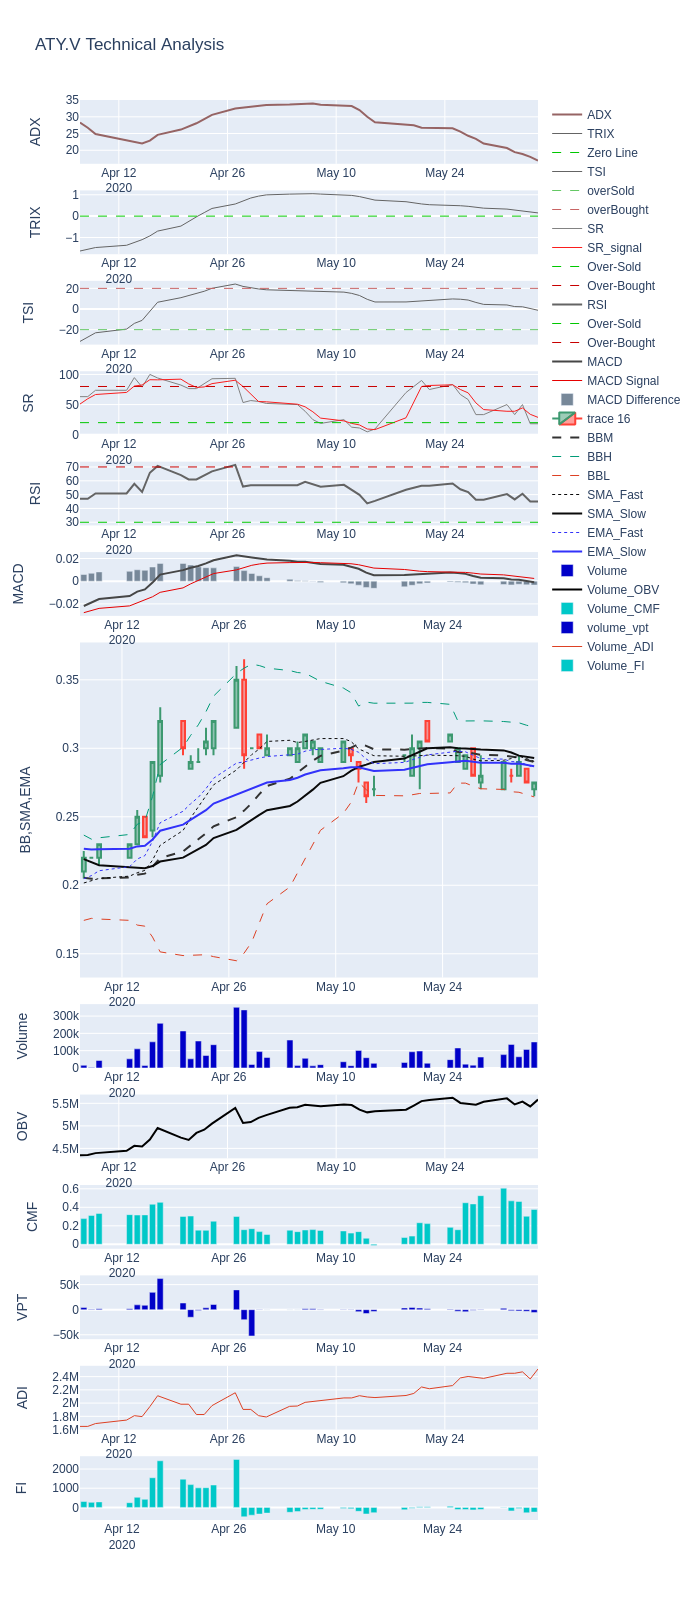 ATY.V Technical Analysis
ADX
35
30
25
20
Apr 12
2020
Apr 26
May 10
May 24
TRIX
1
0
−1
Apr 12
2020
Apr 26
May 10
May 24
TSI
20
0
−20
Apr 12
2020
Apr 26
May 10
May 24
SR
100
50
0
Apr 12
2020
Apr 26
May 10
May 24
RSI
70
60
50
40
30
Apr 12
2020
Apr 26
May 10
May 24
MACD
0.02
0
−0.02
Apr 12
2020
Apr 26
May 10
May 24
BB,SMA,EMA
0.35
0.3
0.25
0.2
0.15
Apr 12
2020
Apr 26
May 10
May 24
Volume
300k
200k
100k
0
Apr 12
2020
Apr 26
May 10
May 24
OBV
5.5M
5M
4.5M
Apr 12
2020
Apr 26
May 10
May 24
CMF
0.6
0.4
0.2
0
Apr 12
2020
Apr 26
May 10
May 24
VPT
50k
0
−50k
Apr 12
2020
Apr 26
May 10
May 24
ADI
2.4M
2.2M
2M
1.8M
1.6M
Apr 12
2020
Apr 26
May 10
May 24
FI
2000
1000
0
Apr 12
2020
Apr 26
May 10
May 24
ADX
TRIX
Zero Line
TSI
overSold
overBought
SR
SR_signal
Over-Sold
Over-Bought
RSI
Over-Sold
Over-Bought
MACD
MACD Signal
MACD Difference
trace 16
BBM
BBH
BBL
SMA_Fast
SMA_Slow
EMA_Fast
EMA_Slow
Volume
Volume_OBV
Volume_CMF
volume_vpt
Volume_ADI
Volume_FI